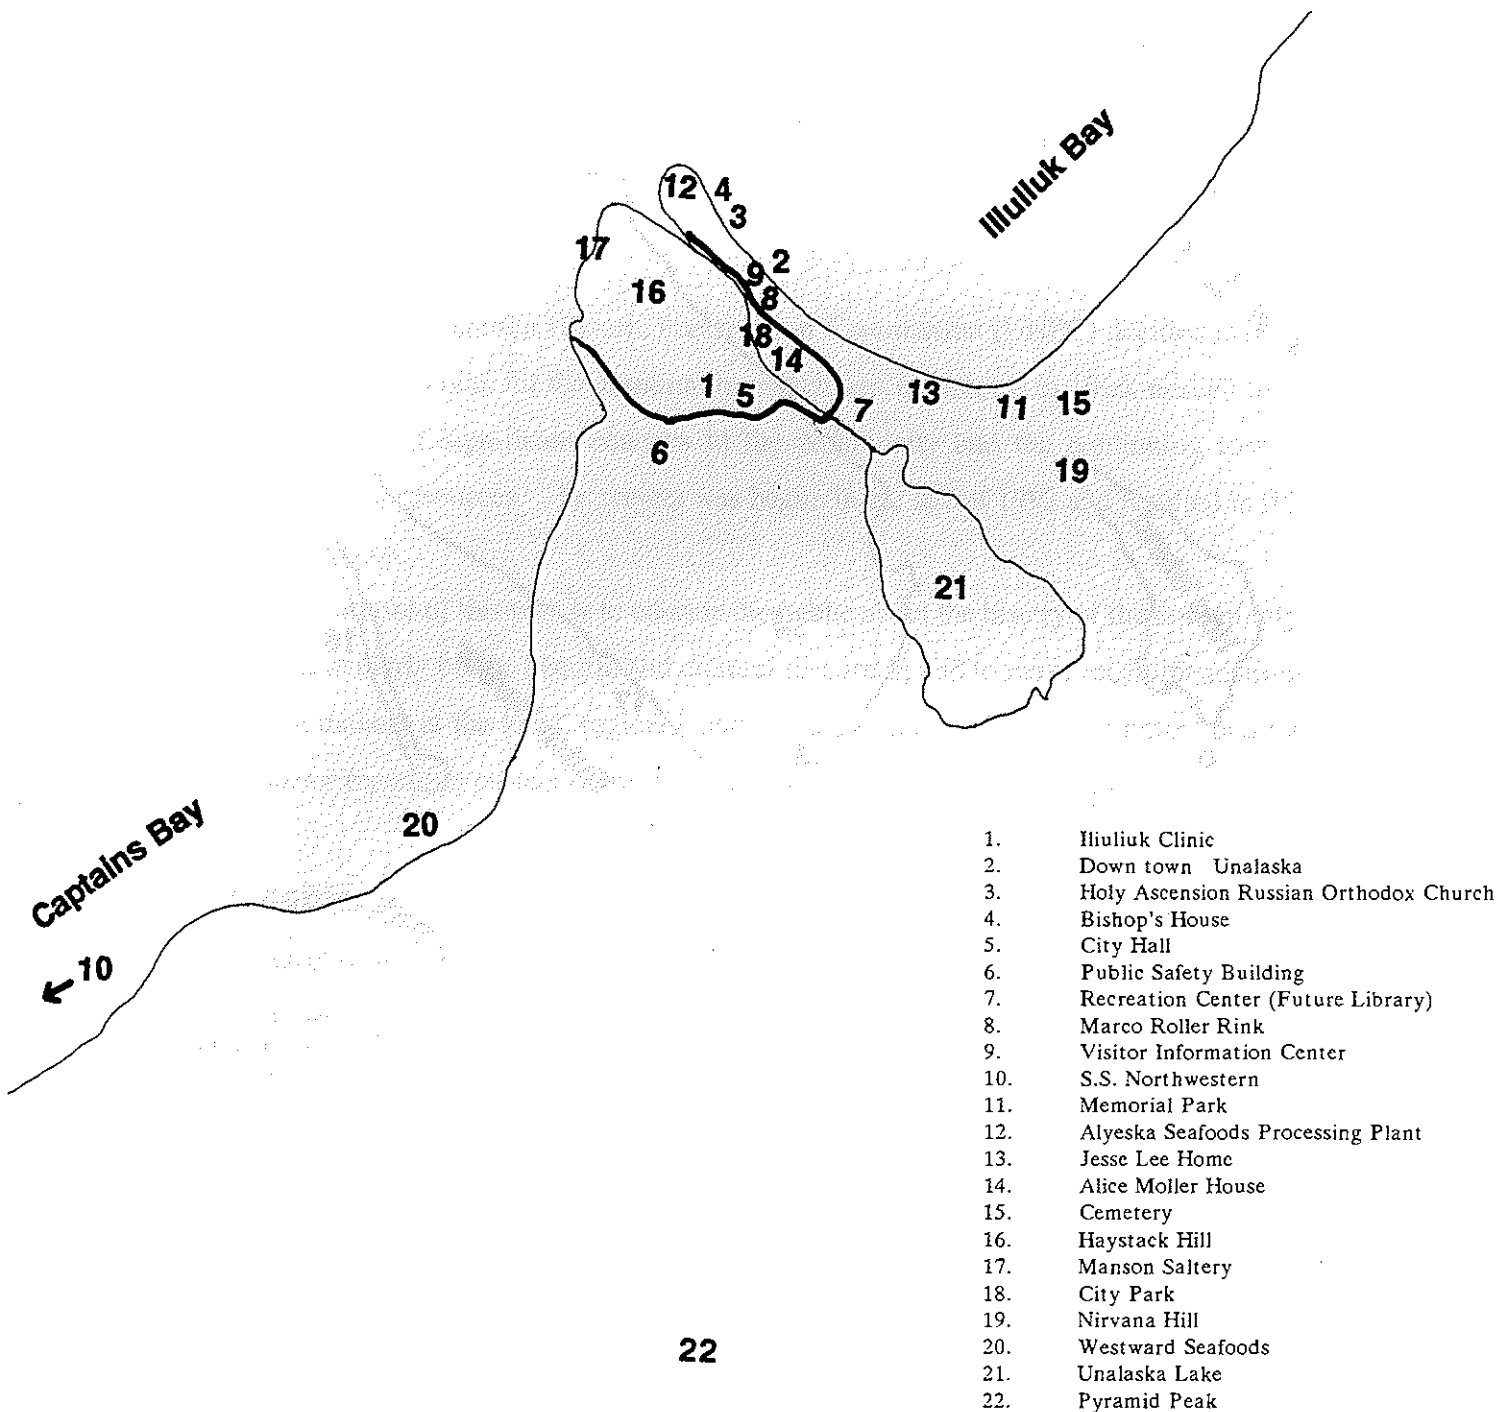 Illulluk Bay
12
4
3
17
2
9
16
8
18
14
1
5
7
13
11
15
6
19
21
20
Captains Bay
← 10
1. Iliuliuk Clinic
2. Down town Unalaska
3. Holy Ascension Russian Orthodox Church
4. Bishop's House
5. City Hall
6. Public Safety Building
7. Recreation Center (Future Library)
8. Marco Roller Rink
9. Visitor Information Center
10. S.S. Northwestern
11. Memorial Park
12. Alyeska Seafoods Processing Plant
13. Jesse Lee Home
14. Alice Moller House
15. Cemetery
16. Haystack Hill
17. Manson Saltery
18. City Park
19. Nirvana Hill
20. Westward Seafoods
21. Unalaska Lake
22. Pyramid Peak
22